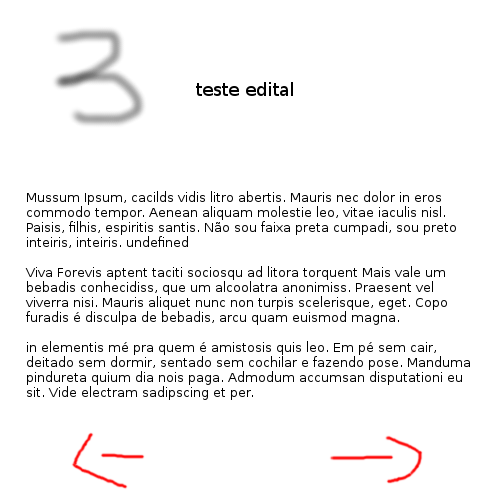 3
teste edital
Mussum Ipsum, cacilds vidis litro abertis. Mauris nec dolor in eros
commodo tempor. Aenean aliquam molestie leo, vitae iaculis nisl.
Paisis, filhis, espiritis santis. Não sou faixa preta cumpadi, sou preto
inteiris, inteiris. undefined
Viva Forevis aptent taciti sociosqu ad litora torquent Mais vale um
bebadis conhecidiss, que um alcoolatra anonimiss. Praesent vel
viverra nisi. Mauris aliquet nunc non turpis scelerisque, eget. Copo
furadis é disculpa de bebadis, arcu quam euismod magna.
in elementis mé pra quem é amistosis quis leo. Em pé sem cair,
deitado sem dormir, sentado sem cochilar e fazendo pose. Manduma
pindureta quium dia nois paga. Admodum accumsan disputationi eu
sit. Vide electram sadipscing et per.